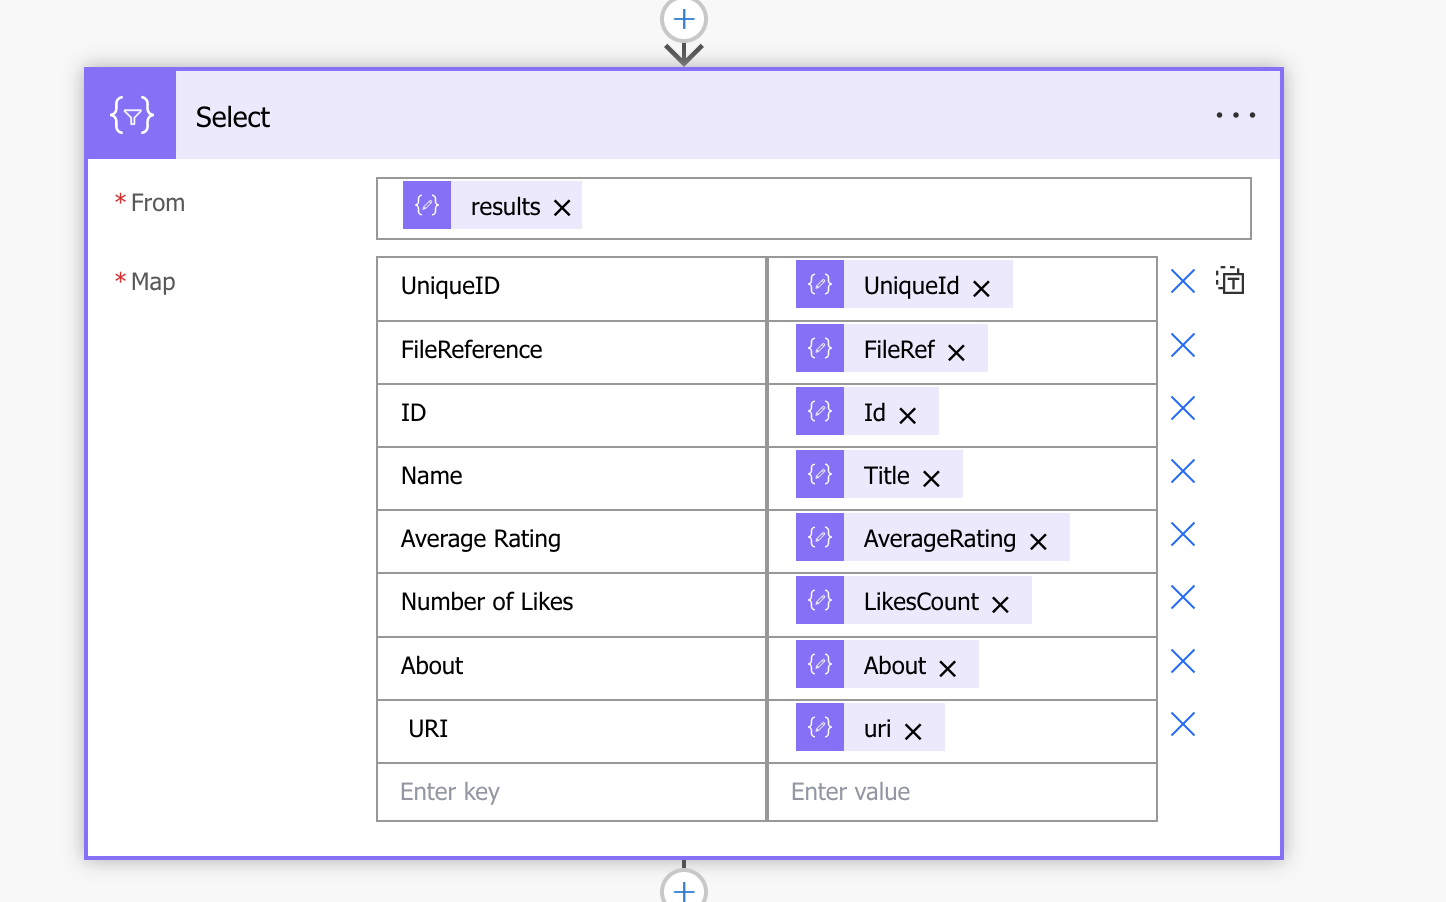 Select
* From
results
* Map
UniqueID UniqueId
FileReference FileRef
ID Id
Name Title
Average Rating AverageRating
Number of Likes LikesCount
About About
URI uri
Enter key Enter value